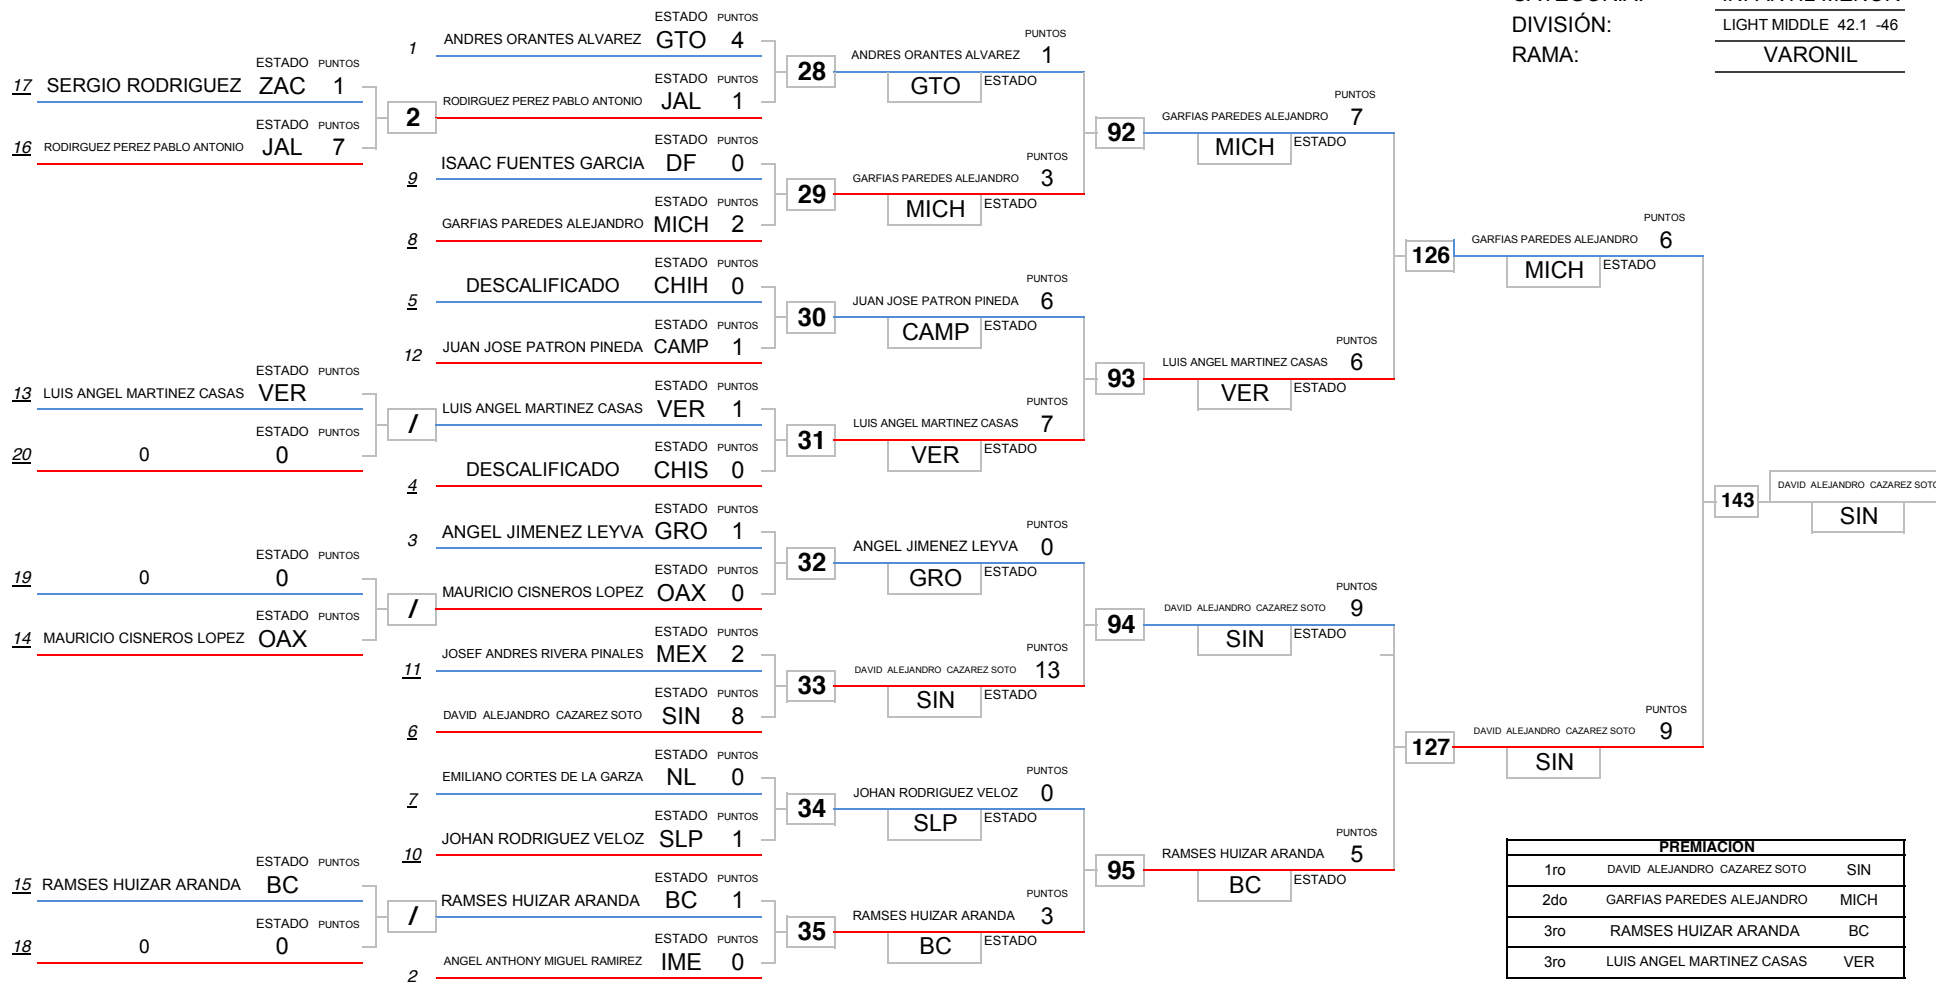 DIVISIÓN: LIGHT MIDDLE 42.1 -46
RAMA: VARONIL
ESTADO PUNTOS
17 SERGIO RODRIGUEZ ZAC 1
ESTADO PUNTOS
16 RODIRGUEZ PEREZ PABLO ANTONIO JAL 7
2
ESTADO PUNTOS
13 LUIS ANGEL MARTINEZ CASAS VER
ESTADO PUNTOS
20 0 0
/
ESTADO PUNTOS
19 0 0
ESTADO PUNTOS
14 MAURICIO CISNEROS LOPEZ OAX
/
ESTADO PUNTOS
15 RAMSES HUIZAR ARANDA BC
ESTADO PUNTOS
18 0 0
/
ESTADO PUNTOS
1 ANDRES ORANTES ALVAREZ GTO 4
ESTADO PUNTOS
RODIRGUEZ PEREZ PABLO ANTONIO JAL 1
28
ESTADO PUNTOS
9 ISAAC FUENTES GARCIA DF 0
ESTADO PUNTOS
8 GARFIAS PAREDES ALEJANDRO MICH 2
29
ESTADO PUNTOS
5 DESCALIFICADO CHIH 0
ESTADO PUNTOS
12 JUAN JOSE PATRON PINEDA CAMP 1
30
ESTADO PUNTOS
LUIS ANGEL MARTINEZ CASAS VER 1
ESTADO PUNTOS
4 DESCALIFICADO CHIS 0
31
ESTADO PUNTOS
3 ANGEL JIMENEZ LEYVA GRO 1
ESTADO PUNTOS
MAURICIO CISNEROS LOPEZ OAX 0
32
ESTADO PUNTOS
11 JOSEF ANDRES RIVERA PINALES MEX 2
ESTADO PUNTOS
6 DAVID ALEJANDRO CAZAREZ SOTO SIN 8
33
ESTADO PUNTOS
7 EMILIANO CORTES DE LA GARZA NL 0
ESTADO PUNTOS
10 JOHAN RODRIGUEZ VELOZ SLP 1
34
ESTADO PUNTOS
RAMSES HUIZAR ARANDA BC 1
ESTADO PUNTOS
2 ANGEL ANTHONY MIGUEL RAMIREZ IME 0
35
PUNTOS
ANDRES ORANTES ALVAREZ 1
GTO ESTADO
PUNTOS
GARFIAS PAREDES ALEJANDRO 3
MICH ESTADO
92
PUNTOS
JUAN JOSE PATRON PINEDA 6
CAMP ESTADO
PUNTOS
LUIS ANGEL MARTINEZ CASAS 7
VER ESTADO
93
PUNTOS
ANGEL JIMENEZ LEYVA 0
GRO ESTADO
PUNTOS
DAVID ALEJANDRO CAZAREZ SOTO 13
SIN ESTADO
94
PUNTOS
JOHAN RODRIGUEZ VELOZ 0
SLP ESTADO
PUNTOS
RAMSES HUIZAR ARANDA 3
BC ESTADO
95
PUNTOS
GARFIAS PAREDES ALEJANDRO 7
MICH ESTADO
PUNTOS
LUIS ANGEL MARTINEZ CASAS 6
VER ESTADO
126
PUNTOS
DAVID ALEJANDRO CAZAREZ SOTO 9
SIN ESTADO
PUNTOS
RAMSES HUIZAR ARANDA 5
BC ESTADO
127
PUNTOS
GARFIAS PAREDES ALEJANDRO 6
MICH ESTADO
PUNTOS
DAVID ALEJANDRO CAZAREZ SOTO 9
SIN
143
DAVID ALEJANDRO CAZAREZ SOTO
SIN
PREMIACION
1ro DAVID ALEJANDRO CAZAREZ SOTO SIN
2do GARFIAS PAREDES ALEJANDRO MICH
3ro RAMSES HUIZAR ARANDA BC
3ro LUIS ANGEL MARTINEZ CASAS VER